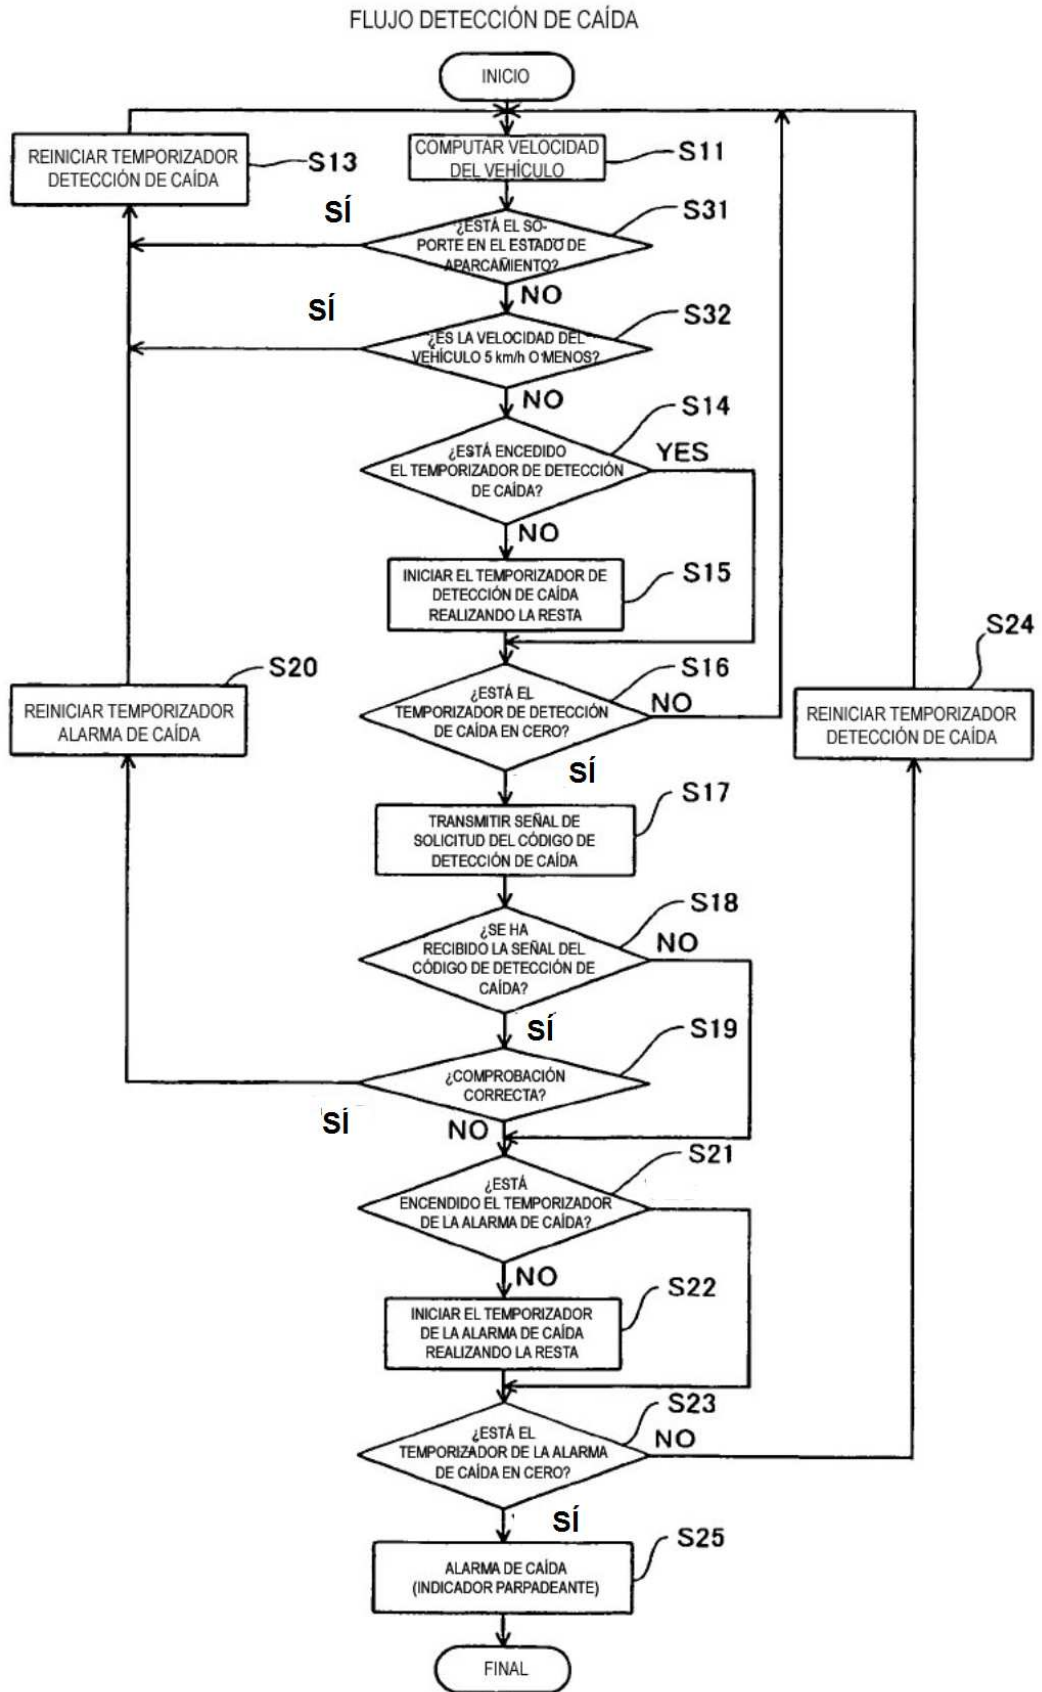 FLUJO DETECCIÓN DE CAÍDA
INICIO
REINICIAR TEMPORIZADOR
DETECCIÓN DE CAÍDA
S13
COMPUTAR VELOCIDAD
DEL VEHÍCULO
S11
SÍ
¿ESTÁ EL SO-
PORTE EN EL ESTADO DE
APARCAMIENTO?
S31
NO
SÍ
¿ES LA VELOCIDAD DEL
VEHÍCULO 5 km/h O MENOS?
S32
NO
S14
¿ESTÁ ENCEDIDO
EL TEMPORIZADOR DE DETECCIÓN
DE CAÍDA?
YES
NO
INICIAR EL TEMPORIZADOR DE
DETECCIÓN DE CAÍDA
REALIZANDO LA RESTA
S15
S20
REINICIAR TEMPORIZADOR
ALARMA DE CAÍDA
S16
¿ESTÁ EL
TEMPORIZADOR DE DETECCIÓN
DE CAÍDA EN CERO?
NO
S24
REINICIAR TEMPORIZADOR
DETECCIÓN DE CAÍDA
SÍ
S17
TRANSMITIR SEÑAL DE
SOLICITUD DEL CÓDIGO DE
DETECCIÓN DE CAÍDA
S18
¿SE HA
RECIBIDO LA SEÑAL DEL
CÓDIGO DE DETECCIÓN DE
CAÍDA?
NO
SÍ
S19
¿COMPROBACIÓN
CORRECTA?
SÍ
NO
S21
¿ESTÁ
ENCENDIDO EL TEMPORIZADOR
DE LA ALARMA DE CAÍDA?
NO
S22
INICIAR EL TEMPORIZADOR
DE LA ALARMA DE CAÍDA
REALIZANDO LA RESTA
S23
¿ESTÁ EL
TEMPORIZADOR DE LA ALARMA
DE CAÍDA EN CERO?
NO
SÍ
S25
ALARMA DE CAÍDA
(INDICADOR PARPADEANTE)
FINAL